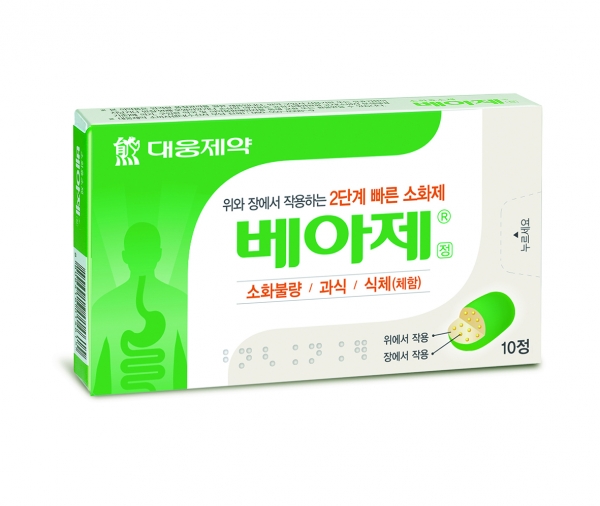 대웅제약
위와 장에서 작용하는 2단계 빠른 소화제
베아제®
정
소화불량 / 과식 / 식체(체함)
위에서 작용
장에서 작용
10정
누르세요
베아제